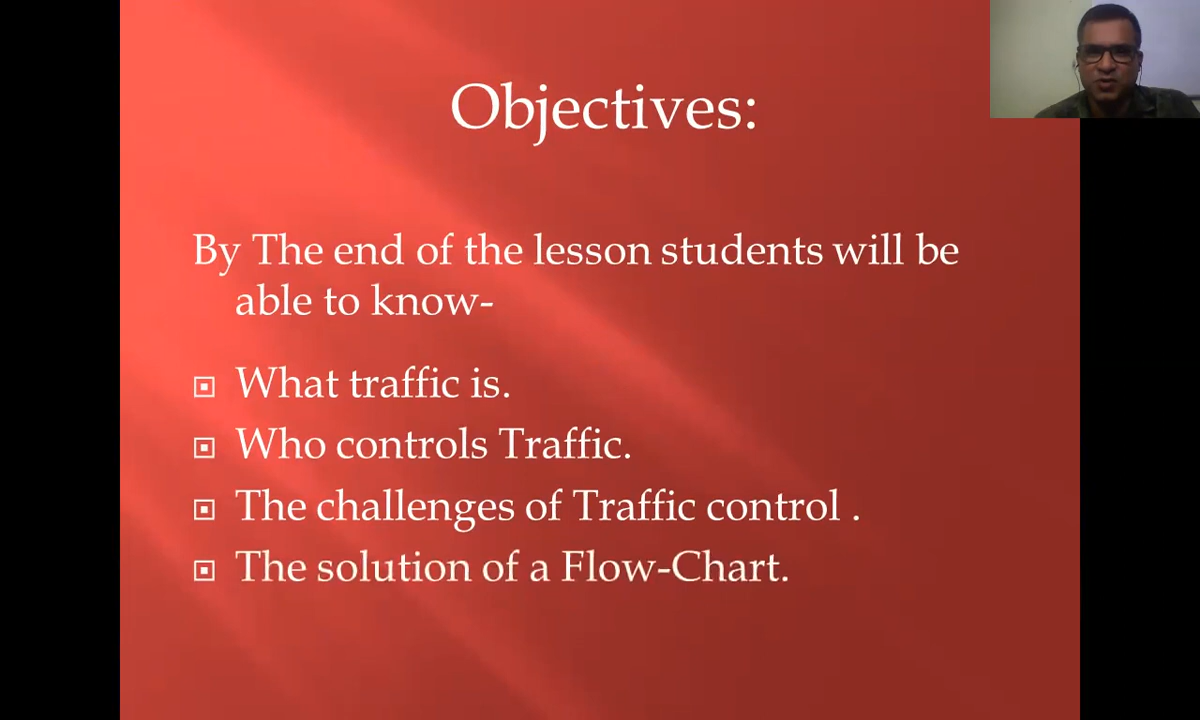 Objectives:
By The end of the lesson students will be
able to know-
What traffic is.
Who controls Traffic.
The challenges of Traffic control .
The solution of a Flow-Chart.